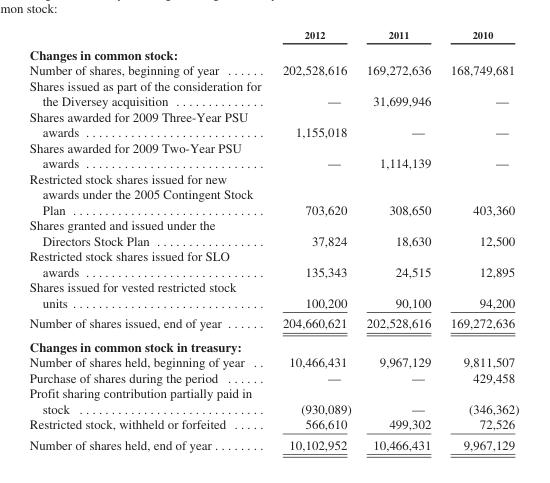 mon stock:
2012 2011 2010
Changes in common stock:
Number of shares, beginning of year ...... 202,528,616 169,272,636 168,749,681
Shares issued as part of the consideration for
the Diversey acquisition .............. — 31,699,946 —
Shares awarded for 2009 Three-Year PSU
awards ............................ 1,155,018 — —
Shares awarded for 2009 Two-Year PSU
awards ............................ — 1,114,139 —
Restricted stock shares issued for new
awards under the 2005 Contingent Stock
Plan .............................. 703,620 308,650 403,360
Shares granted and issued under the
Directors Stock Plan ................. 37,824 18,630 12,500
Restricted stock shares issued for SLO
awards ............................ 135,343 24,515 12,895
Shares issued for vested restricted stock
units .............................. 100,200 90,100 94,200
Number of shares issued, end of year ...... 204,660,621 202,528,616 169,272,636
Changes in common stock in treasury:
Number of shares held, beginning of year .. 10,466,431 9,967,129 9,811,507
Purchase of shares during the period ...... — — 429,458
Profit sharing contribution partially paid in
stock ............................. (930,089) — (346,362)
Restricted stock, withheld or forfeited ..... 566,610 499,302 72,526
Number of shares held, end of year ........ 10,102,952 10,466,431 9,967,129